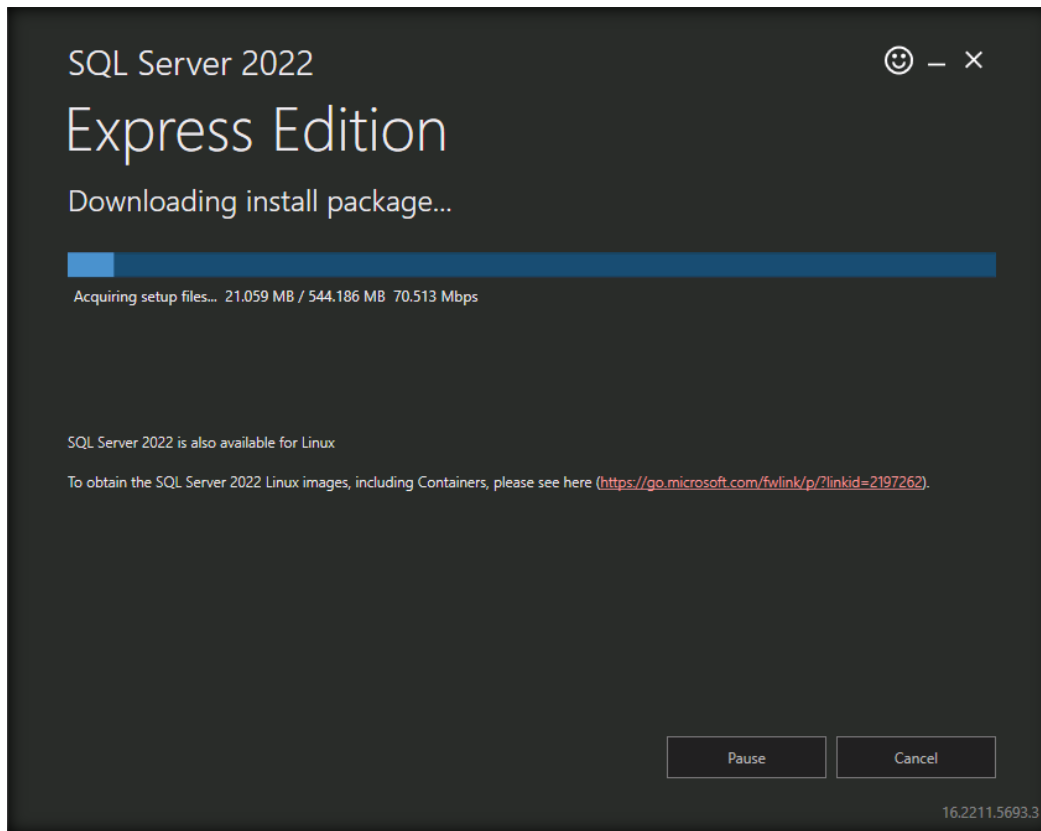 SQL Server 2022
Express Edition
Downloading install package...
Acquiring setup files... 21.059 MB / 544.186 MB 70.513 Mbps
SQL Server 2022 is also available for Linux
To obtain the SQL Server 2022 Linux images, including Containers, please see here (https://go.microsoft.com/fwlink/p/?linkid=2197262).
Pause Cancel
16.2211.5693.3